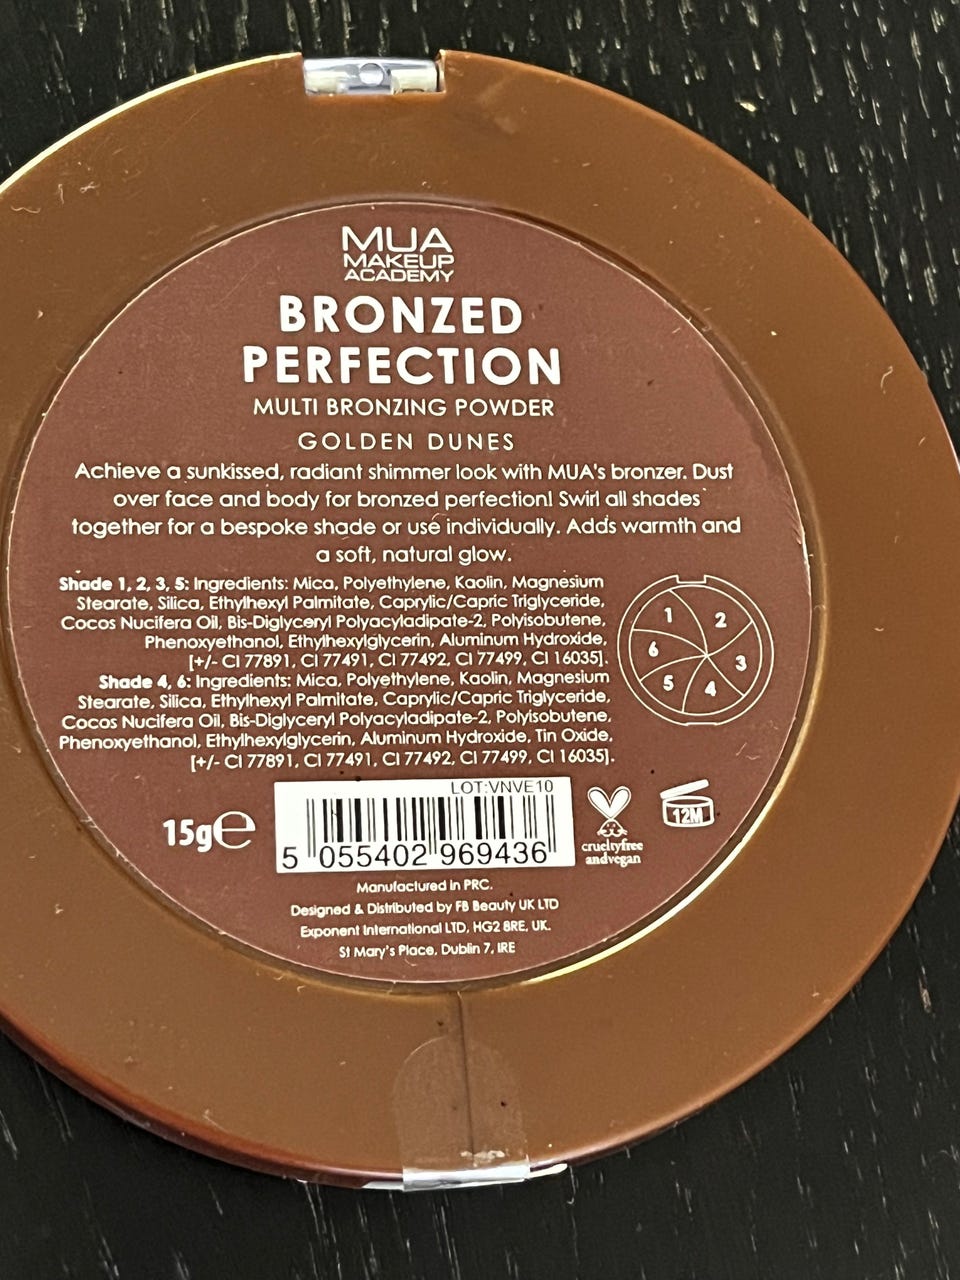 MUA
MAKEUP
ACADEMY
BRONZED
PERFECTION
MULTI BRONZING POWDER
GOLDEN DUNES
Achieve a sunkissed, radiant shimmer look with MUA's bronzer. Dust
over face and body for bronzed perfection! Swirl all shades
together for a bespoke shade or use individually. Adds warmth and
a soft, natural glow.
Shade 1, 2, 3, 5: Ingredients: Mica, Polyethylene, Kaolin, Magnesium
Stearate, Silica, Ethylhexyl Palmitate, Caprylic/Capric Triglyceride,
Cocos Nucifera Oil, Bis-Diglyceryl Polyacyladipate-2, Polyisobutene,
Phenoxyethanol, Ethylhexylglycerin, Aluminum Hydroxide,
[+/- CI 77891, CI 77491, CI 77492, CI 77499, CI 16035].
Shade 4, 6: Ingredients: Mica, Polyethylene, Kaolin, Magnesium
Stearate, Silica, Ethylhexyl Palmitate, Caprylic/Capric Triglyceride,
Cocos Nucifera Oil, Bis-Diglyceryl Polyacyladipate-2, Polyisobutene,
Phenoxyethanol, Ethylhexylglycerin, Aluminum Hydroxide, Tin Oxide,
[+/- CI 77891, CI 77491, CI 77492, CI 77499, CI 16035].
1 2
6 3
5 4
LOT:VNVE10
15g℮
5 055402 969436
crueltyfree
andvegan
12M
Manufactured in PRC.
Designed & Distributed by FB Beauty UK LTD
Exponent International LTD, HG2 8RE, UK.
St Mary's Place, Dublin 7, IRE